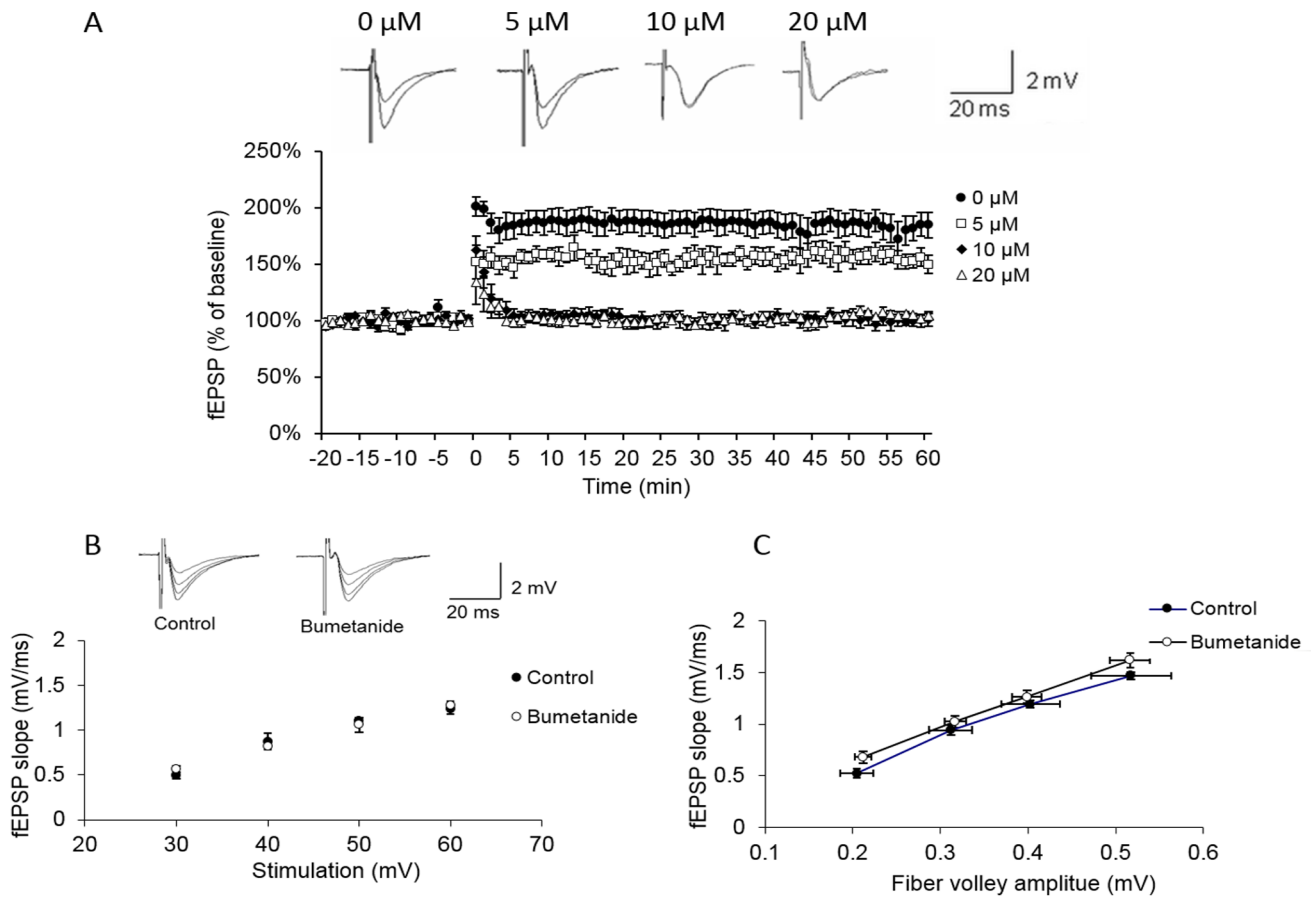 A
0 µM 5 µM 10 µM 20 µM
2 mV
20 ms
250%
200%
150%
100%
50%
0%
fEPSP (% of baseline)
0 µM
5 µM
10 µM
20 µM
-20 -15 -10 -5 0 5 10 15 20 25 30 35 40 45 50 55 60
Time (min)
B
2 mV
20 ms
Control
Bumetanide
2
1.5
1
0.5
0
fEPSP slope (mV/ms)
Control
Bumetanide
20 30 40 50 60 70
Stimulation (mV)
C
Control
Bumetanide
2
1.5
1
0.5
0
fEPSP slope (mV/ms)
0.1 0.2 0.3 0.4 0.5 0.6
Fiber volley amplitue (mV)